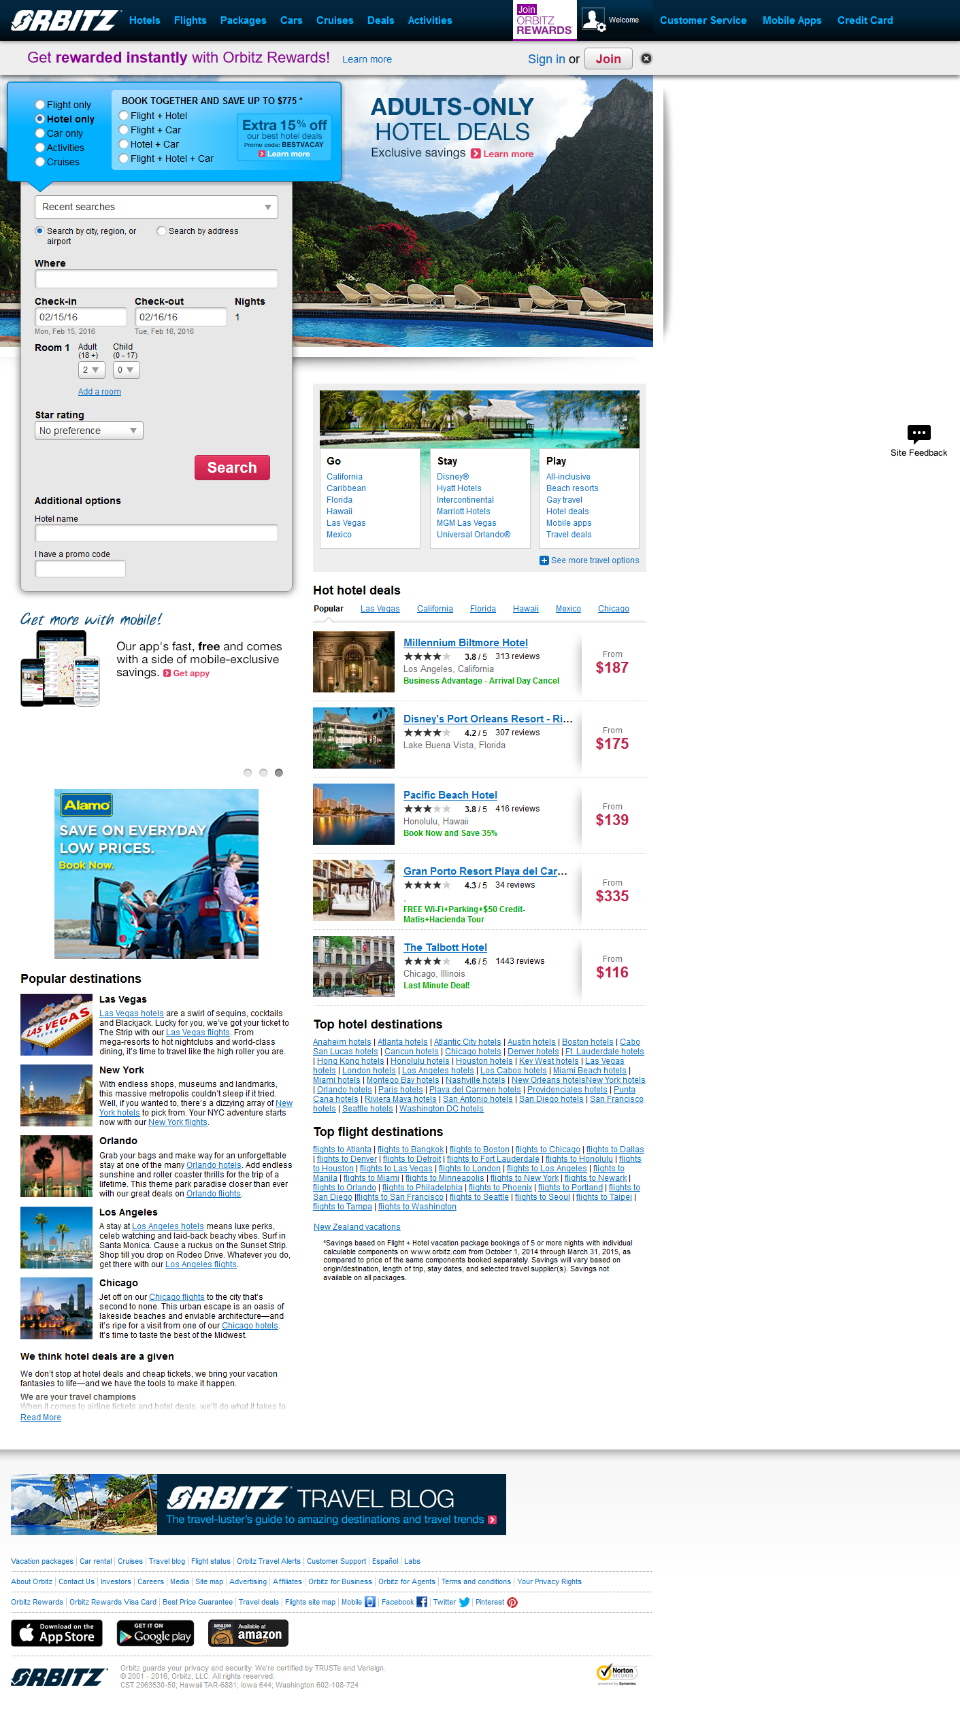 ORBITZ Hotels Flights Packages Cars Cruises Deals Activities Join ORBITZ REWARDS Welcome Customer Service Mobile Apps Credit Card
Get rewarded instantly with Orbitz Rewards! Learn more Sign in or Join
Flight only
Hotel only
Car only
Activities
Cruises
BOOK TOGETHER AND SAVE UP TO $775 *
Flight + Hotel
Flight + Car
Hotel + Car
Flight + Hotel + Car
Extra 15% off
our best hotel deals
Promo code: BESTVACAY
Learn more
ADULTS-ONLY
HOTEL DEALS
Exclusive savings Learn more
Recent searches
Search by city, region, or airport
Search by address
Where
Check-in Check-out Nights
02/15/16 02/16/16 1
Mon, Feb 15, 2016 Tue, Feb 16, 2016
Room 1 Adult (18 +) Child (0 - 17)
2 0
Add a room
Star rating
No preference
Search
Additional options
Hotel name
I have a promo code
Site Feedback
Go
California
Caribbean
Florida
Hawaii
Las Vegas
Mexico
Stay
Disney®
Hyatt Hotels
Intercontinental
Marriott Hotels
MGM Las Vegas
Universal Orlando®
Play
All-inclusive
Beach resorts
Gay travel
Hotel deals
Mobile apps
Travel deals
See more travel options
Get more with mobile!
Our app's fast, free and comes
with a side of mobile-exclusive
savings. Get appy
Alamo
SAVE ON EVERYDAY
LOW PRICES.
Book Now.
Hot hotel deals
Popular Las Vegas California Florida Hawaii Mexico Chicago
Millennium Biltmore Hotel
3.8 / 5 313 reviews
Los Angeles, California
Business Advantage - Arrival Day Cancel
From
$187
Disney's Port Orleans Resort - Ri...
4.2 / 5 307 reviews
Lake Buena Vista, Florida
From
$175
Pacific Beach Hotel
3.8 / 5 416 reviews
Honolulu, Hawaii
Book Now and Save 35%
From
$139
Gran Porto Resort Playa del Car...
4.3 / 5 34 reviews
,
FREE Wi-Fi+Parking+$50 Credit-
Matis+Hacienda Tour
From
$335
The Talbott Hotel
4.6 / 5 1443 reviews
Chicago, Illinois
Last Minute Deal!
From
$116
Popular destinations
Las Vegas
Las Vegas hotels are a swirl of sequins, cocktails
and Blackjack. Lucky for you, we've got your ticket to
The Strip with our Las Vegas flights. From
mega-resorts to hot nightclubs and world-class
dining, it's time to travel like the high roller you are.
New York
With endless shops, museums and landmarks,
this massive metropolis couldn't sleep if it tried.
Well, if you wanted to, there's a dizzying array of New
York hotels to pick from. Your NYC adventure starts
now with our New York flights.
Orlando
Grab your bags and make way for an unforgettable
stay at one of the many Orlando hotels. Add endless
sunshine and roller coaster thrills for the trip of a
lifetime. This theme park paradise closer than ever
with our great deals on Orlando flights.
Los Angeles
A stay at Los Angeles hotels means luxe perks,
celeb watching and laid-back beachy vibes. Surf in
Santa Monica. Cause a ruckus on the Sunset Strip.
Shop till you drop on Rodeo Drive. Whatever you do,
get there with our Los Angeles flights.
Chicago
Jet off on our Chicago flights to the city that's
second to none. This urban escape is an oasis of
lakeside beaches and enviable architecture—and
it's ripe for a visit from one of our Chicago hotels.
It's time to taste the best of the Midwest.
We think hotel deals are a given
We don't stop at hotel deals and cheap tickets, we bring your vacation
fantasies to life—and we have the tools to make it happen.
We are your travel champions
When it comes to airline tickets and hotel deals, we'll do what it takes to
Read More
Top hotel destinations
Anaheim hotels | Atlanta hotels | Atlantic City hotels | Austin hotels | Boston hotels | Cabo
San Lucas hotels | Cancun hotels | Chicago hotels | Denver hotels | Ft. Lauderdale hotels
| Hong Kong hotels | Honolulu hotels | Houston hotels | Key West hotels | Las Vegas
hotels | London hotels | Los Angeles hotels | Los Cabos hotels | Miami Beach hotels |
Miami hotels | Montego Bay hotels | Nashville hotels | New Orleans hotelsNew York hotels
| Orlando hotels | Paris hotels | Playa del Carmen hotels | Providenciales hotels | Punta
Cana hotels | Riviera Maya hotels | San Antonio hotels | San Diego hotels | San Francisco
hotels | Seattle hotels | Washington DC hotels
Top flight destinations
flights to Atlanta | flights to Bangkok | flights to Boston | flights to Chicago | flights to Dallas
| flights to Denver | flights to Detroit | flights to Fort Lauderdale | flights to Honolulu | flights
to Houston | flights to Las Vegas | flights to London | flights to Los Angeles | flights to
Manila | flights to Miami | flights to Minneapolis | flights to New York | flights to Newark |
flights to Orlando | flights to Philadelphia | flights to Phoenix | flights to Portland | flights to
San Diego |flights to San Francisco | flights to Seattle | flights to Seoul | flights to Taipei |
flights to Tampa | flights to Washington
New Zealand vacations
*Savings based on Flight + Hotel vacation package bookings of 5 or more nights with individual
calculable components on www.orbitz.com from October 1, 2014 through March 31, 2015, as
compared to price of the same components booked separately. Savings will vary based on
origin/destination, length of trip, stay dates, and selected travel supplier(s). Savings not
available on all packages.
ORBITZ TRAVEL BLOG
The travel-luster's guide to amazing destinations and travel trends
Vacation packages | Car rental | Cruises | Travel blog | Flight status | Orbitz Travel Alerts | Customer Support | Español | Labs
About Orbitz | Contact Us | Investors | Careers | Media | Site map | Advertising | Affiliates | Orbitz for Business | Orbitz for Agents | Terms and conditions | Your Privacy Rights
Orbitz Rewards | Orbitz Rewards Visa Card | Best Price Guarantee | Travel deals | Flights site map | Mobile | Facebook | Twitter | Pinterest
Download on the App Store
GET IT ON Google play
Available at amazon
ORBITZ
Orbitz guards your privacy and security. We're certified by TRUSTe and Verisign.
© 2001 - 2016, Orbitz, LLC. All rights reserved.
CST 2063530-50; Hawaii TAR-6881; Iowa 644; Washington 602-108-724
Norton
SECURED
powered by Symantec